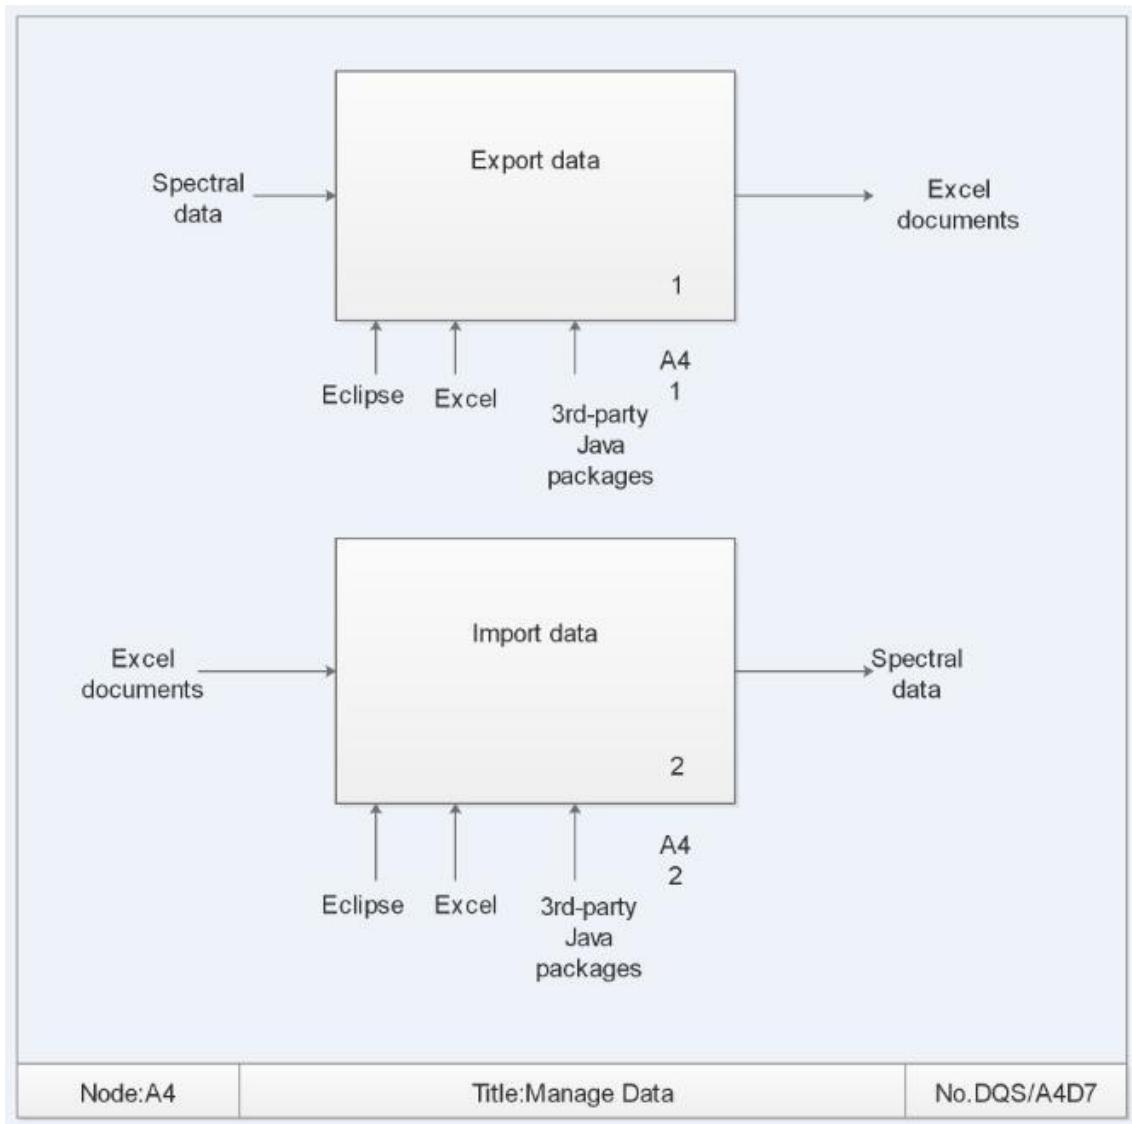 Export data
Spectral
data
Excel
documents
1
Eclipse
Excel
3rd-party
Java
packages
A4
1
Import data
Excel
documents
Spectral
data
2
Eclipse
Excel
3rd-party
Java
packages
A4
2
Node:A4
Title:Manage Data
No.DQS/A4D7